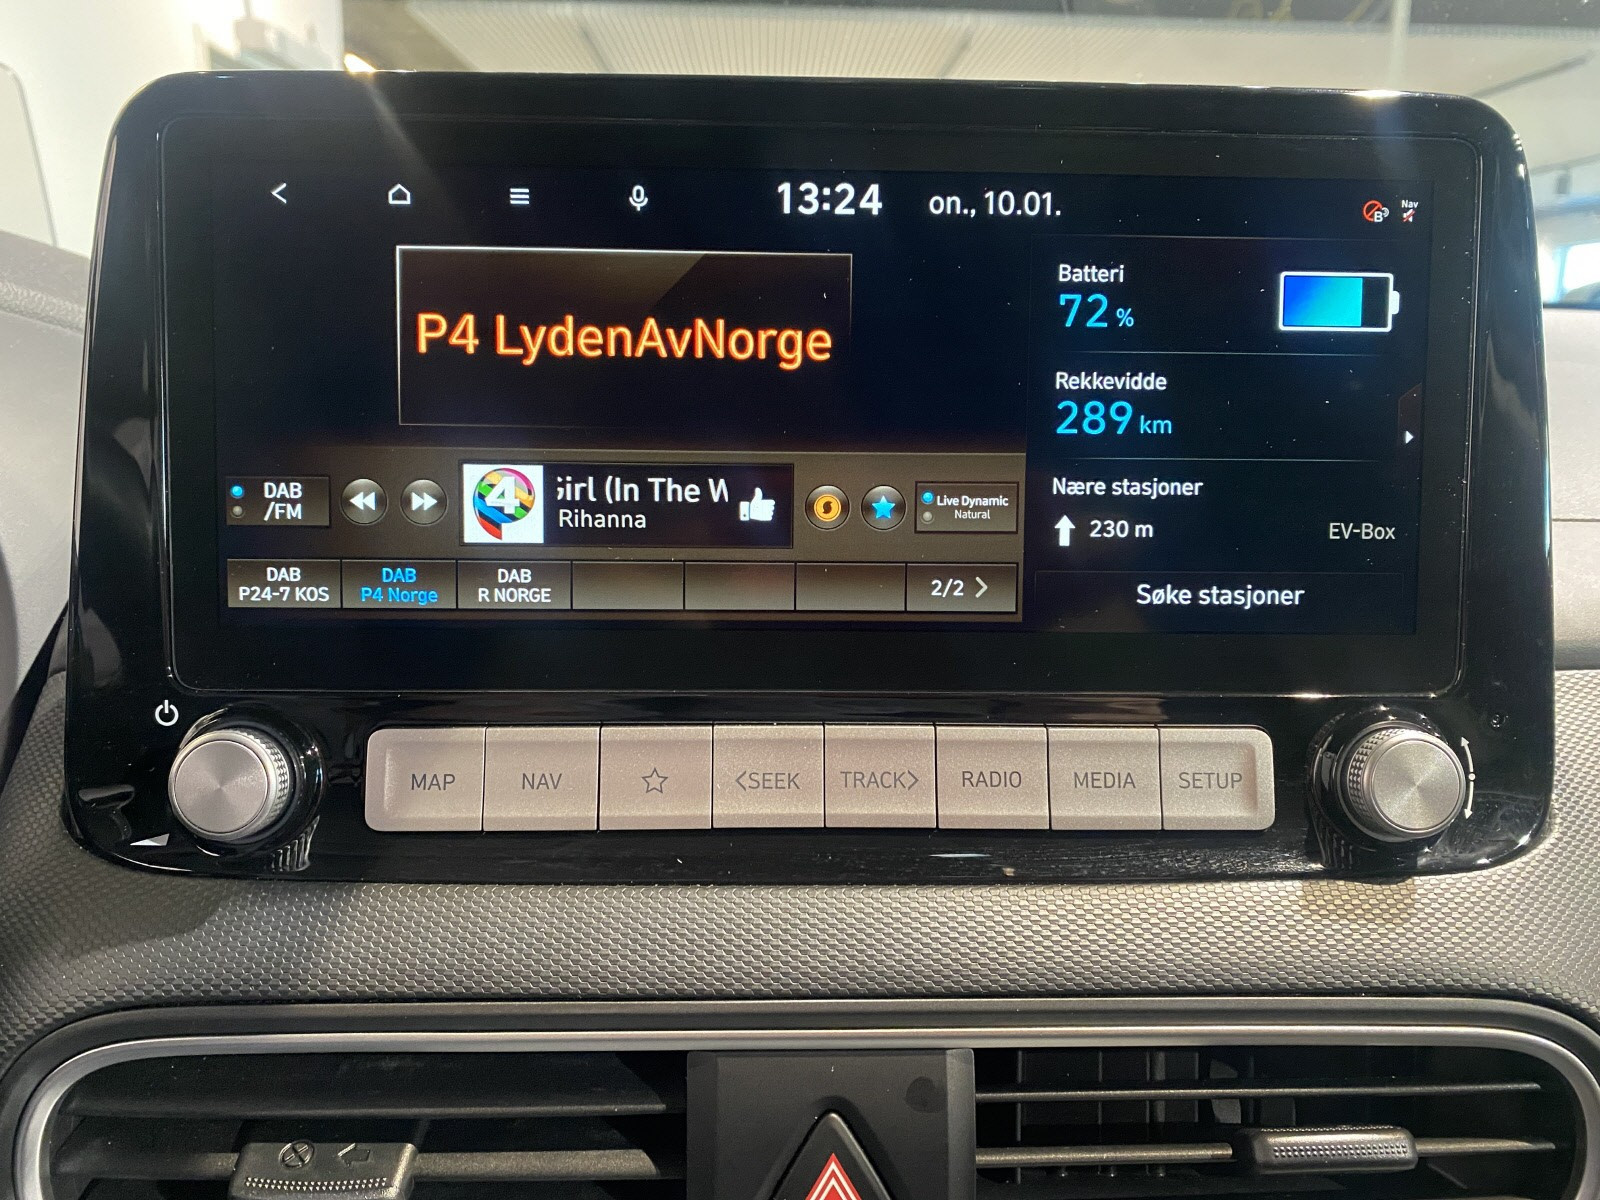 13:24 on., 10.01.
Nav
P4 LydenAvNorge
Batteri
72 %
Rekkevidde
289 km
Nære stasjoner
230 m EV-Box
Søke stasjoner
DAB
/FM
4
irl (In The W
Rihanna
Live Dynamic
Natural
DAB
P24-7 KOS
DAB
P4 Norge
DAB
R NORGE
2/2 >
MAP NAV <SEEK TRACK> RADIO MEDIA SETUP